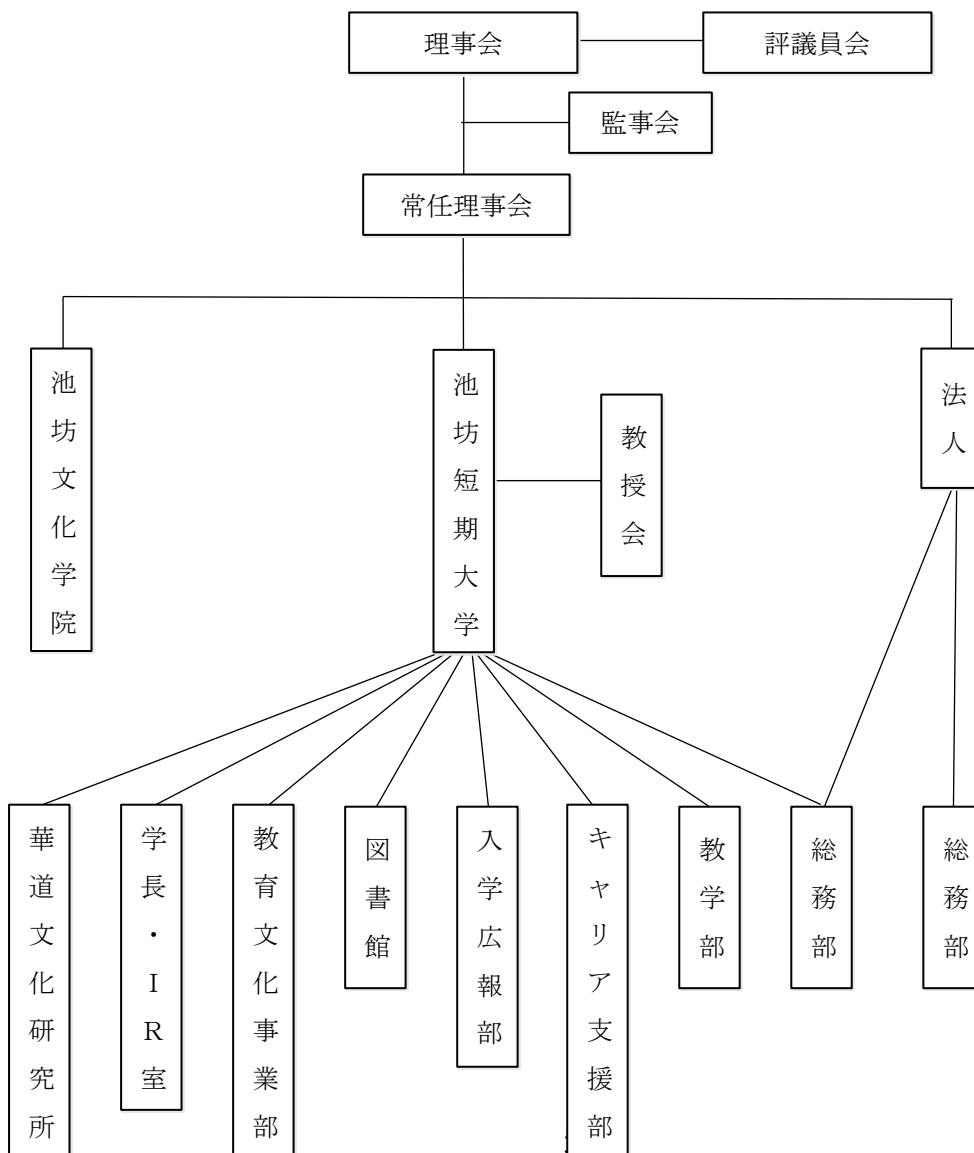 理事会
評議員会
監事会
常任理事会
池坊文化学院
池坊短期大学
教授会
法人
華道文化研究所
学長・ＩＲ室
教育文化事業部
図書館
入学広報部
キャリア支援部
教学部
総務部
総務部